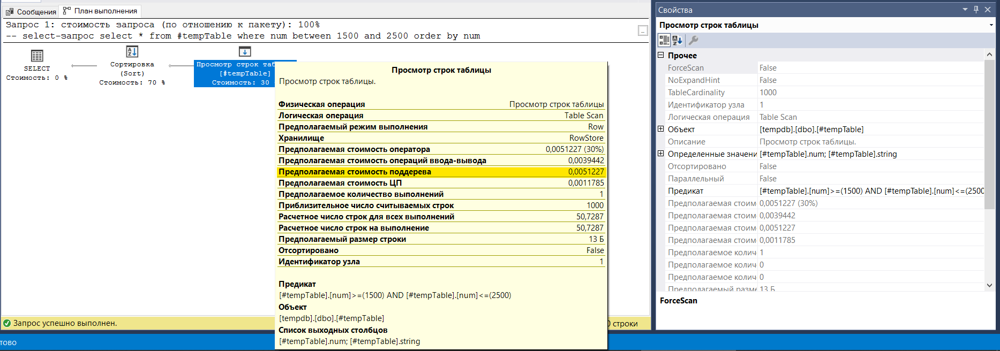 Сообщения
План выполнения
Запрос 1: стоимость запроса (по отношению к пакету): 100%
-- select-запрос select * from #tempTable where num between 1500 and 2500 order by num
...
SELECT
Стоимость: 0 %
Сортировка
(Sort)
Стоимость: 70 %
Просмотр строк таб
[#tempTable]
Стоимость: 30
Просмотр строк таблицы
Просмотр строк таблицы.
Физическая операция Просмотр строк таблицы
Логическая операция Table Scan
Предполагаемый режим выполнения Row
Хранилище RowStore
Предполагаемая стоимость оператора 0,0051227 (30%)
Предполагаемая стоимость операций ввода-вывода 0,0039442
Предполагаемая стоимость поддерева 0,0051227
Предполагаемая стоимость ЦП 0,0011785
Предполагаемое количество выполнений 1
Приблизительное число считываемых строк 1000
Расчетное число строк для всех выполнений 50,7287
Расчетное число строк на выполнение 50,7287
Предполагаемый размер строки 13 Б
Отсортировано False
Идентификатор узла 1
Предикат
[#tempTable].[num]>=(1500) AND [#tempTable].[num]<=(2500)
Объект
[tempdb].[dbo].[#tempTable]
Список выходных столбцов
[#tempTable].num; [#tempTable].string
Запрос успешно выполнен.
0 строки
тово
Свойства
Просмотр строк таблицы
Прочее
ForceScan False
NoExpandHint False
TableCardinality 1000
Идентификатор узла 1
Логическая операция Table Scan
Объект [tempdb].[dbo].[#tempTable]
Описание Просмотр строк таблицы.
Определенные значени [#tempTable].num; [#tempTable].string
Отсортировано False
Параллельный False
Предикат [#tempTable].[num]>=(1500) AND [#tempTable].[num]<=(2500
Предполагаемая стоим 0,0051227 (30%)
Предполагаемая стоим 0,0039442
Предполагаемая стоим 0,0051227
Предполагаемая стоим 0,0011785
Предполагаемое колич 1
Предполагаемое колич 0
Предполагаемое колич 0
Предполагаемый разме 13 Б
ForceScan